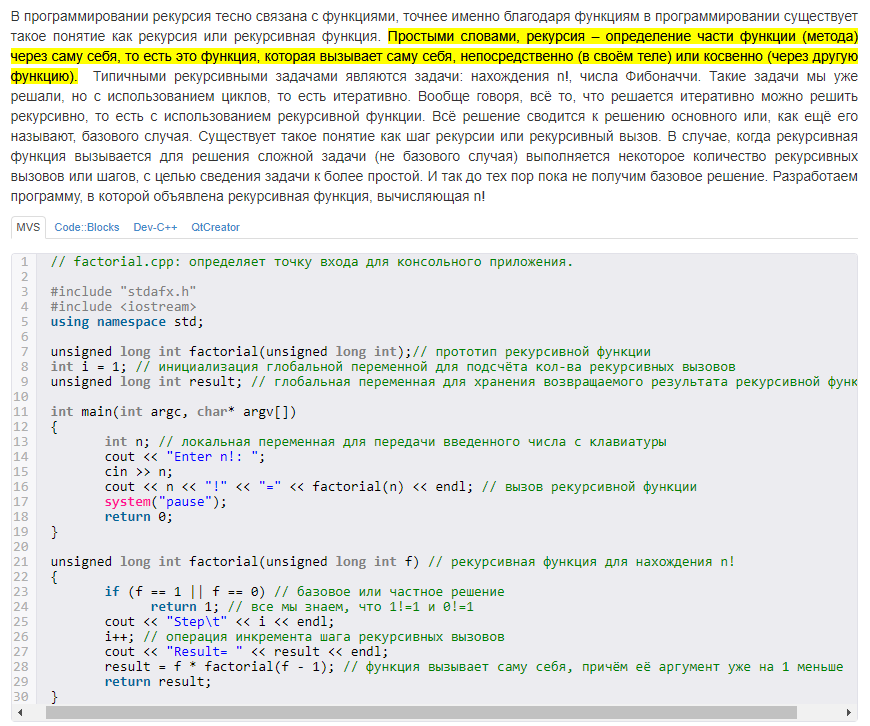 В программировании рекурсия тесно связана с функциями, точнее именно благодаря функциям в программировании существует
такое понятие как рекурсия или рекурсивная функция. Простыми словами, рекурсия – определение части функции (метода)
через саму себя, то есть это функция, которая вызывает саму себя, непосредственно (в своём теле) или косвенно (через другую
функцию). Типичными рекурсивными задачами являются задачи: нахождения n!, числа Фибоначчи. Такие задачи мы уже
решали, но с использованием циклов, то есть итеративно. Вообще говоря, всё то, что решается итеративно можно решить
рекурсивно, то есть с использованием рекурсивной функции. Всё решение сводится к решению основного или, как ещё его
называют, базового случая. Существует такое понятие как шаг рекурсии или рекурсивный вызов. В случае, когда рекурсивная
функция вызывается для решения сложной задачи (не базового случая) выполняется некоторое количество рекурсивных
вызовов или шагов, с целью сведения задачи к более простой. И так до тех пор пока не получим базовое решение. Разработаем
программу, в которой объявлена рекурсивная функция, вычисляющая n!
MVS Code::Blocks Dev-C++ QtCreator
1 // factorial.cpp: определяет точку входа для консольного приложения.
2
3 #include "stdafx.h"
4 #include <iostream>
5 using namespace std;
6
7 unsigned long int factorial(unsigned long int);// прототип рекурсивной функции
8 int i = 1; // инициализация глобальной переменной для подсчёта кол-ва рекурсивных вызовов
9 unsigned long int result; // глобальная переменная для хранения возвращаемого результата рекурсивной функ
10
11 int main(int argc, char* argv[])
12 {
13 int n; // локальная переменная для передачи введенного числа с клавиатуры
14 cout << "Enter n!: ";
15 cin >> n;
16 cout << n << "!" << "=" << factorial(n) << endl; // вызов рекурсивной функции
17 system("pause");
18 return 0;
19 }
20
21 unsigned long int factorial(unsigned long int f) // рекурсивная функция для нахождения n!
22 {
23 if (f == 1 || f == 0) // базовое или частное решение
24 return 1; // все мы знаем, что 1!=1 и 0!=1
25 cout << "Step\t" << i << endl;
26 i++; // операция инкремента шага рекурсивных вызовов
27 cout << "Result= " << result << endl;
28 result = f * factorial(f - 1); // функция вызывает саму себя, причём её аргумент уже на 1 меньше
29 return result;
30 }